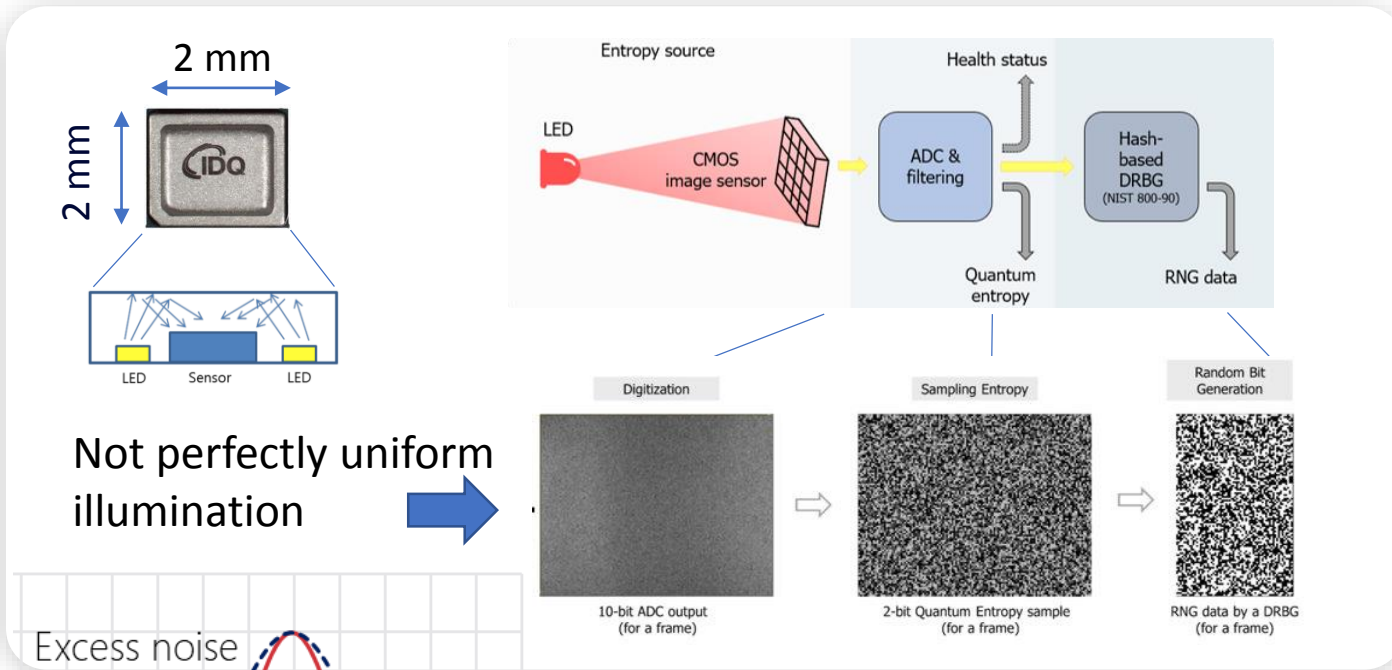 2 mm
2 mm
IDQ
LED
Sensor
LED
Not perfectly uniform
illumination
Excess noise
Entropy source
LED
CMOS
image sensor
Health status
ADC &
filtering
Quantum
entropy
Hash-
based
DRBG
(NIST 800-90)
RNG data
Digitization
10-bit ADC output
(for a frame)
Sampling Entropy
2-bit Quantum Entropy sample
(for a frame)
Random Bit
Generation
RNG data by a DRBG
(for a frame)